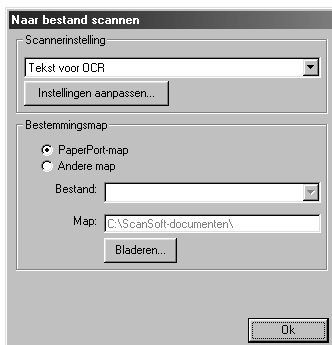 Naar bestand scannen
Scannerinstelling
Tekst voor OCR
Instellingen aanpassen...
Bestemmingsmap
PaperPort-map
Andere map
Bestand:
Map: C:\ScanSoft-documenten\
Bladeren...
Ok